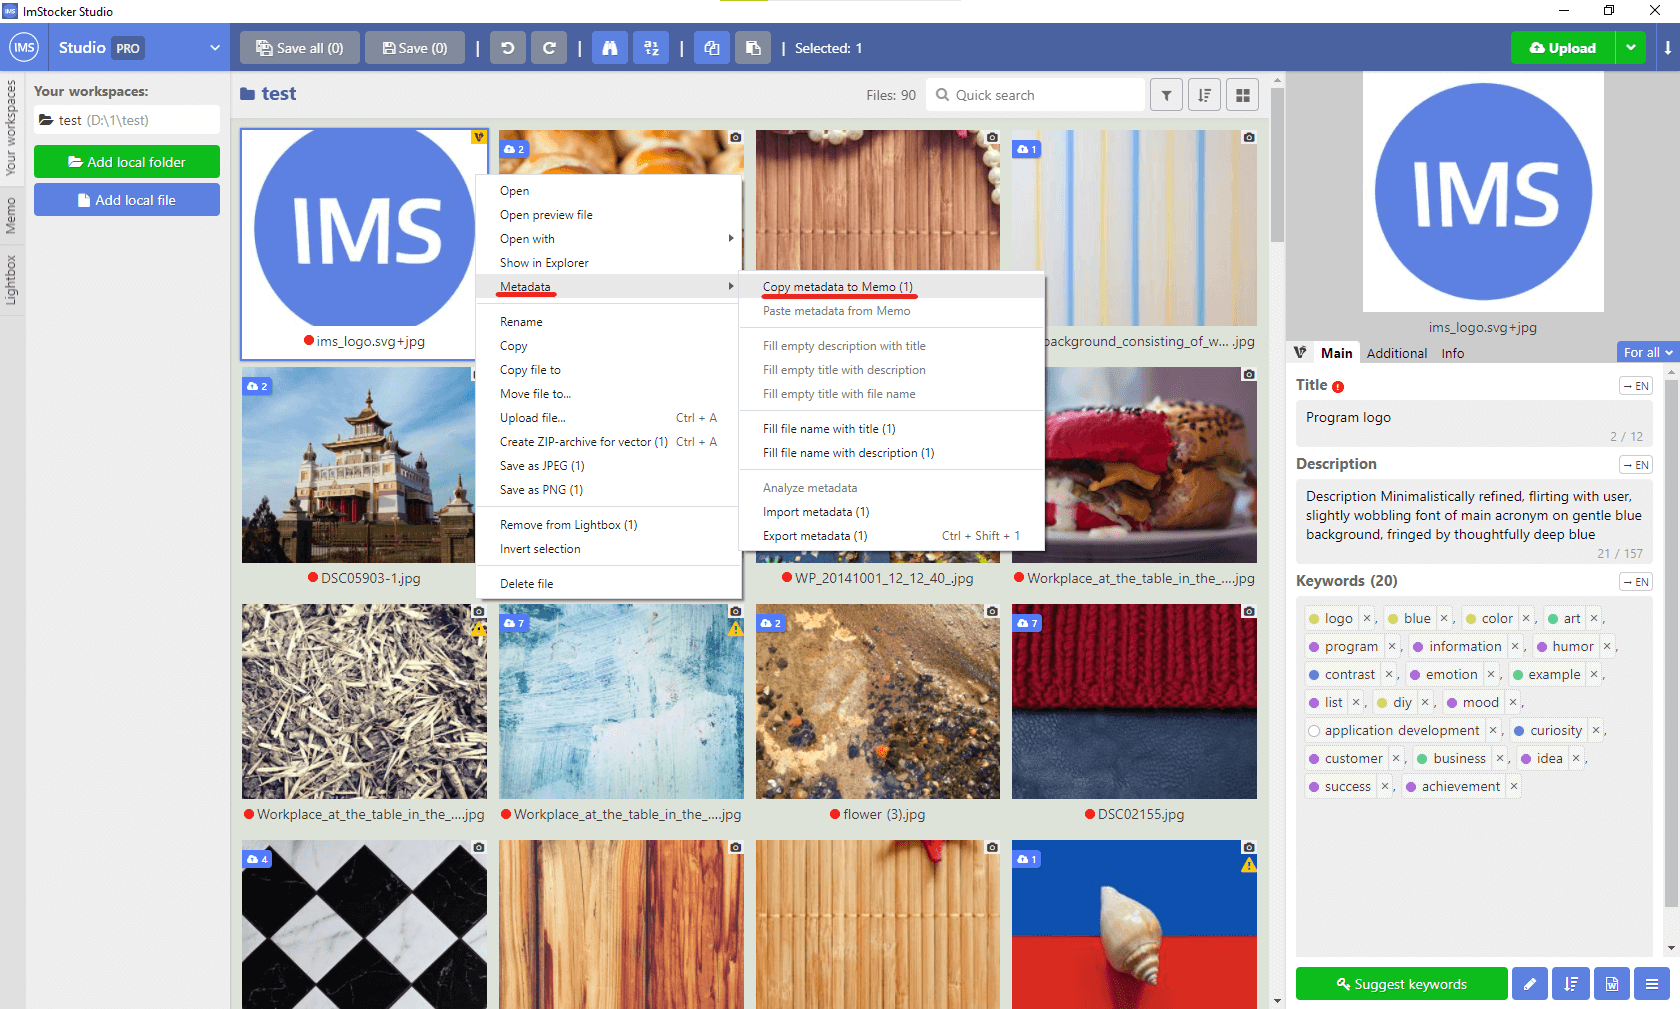 ImStocker Studio
IMS Studio PRO
Save all (0) Save (0) | | | | Selected: 1
Upload
Your workspaces
Memo
Lightbox
Your workspaces:
test (D:\1\test)
Add local folder
Add local file
test
Files: 90
Quick search
IMS
2
1
ims_logo.svg+jpg
background_consisting_of_w... .jpg
2
DSC05903-1.jpg
WP_20141001_12_12_40_.jpg
Workplace_at_the_table_in_the_....jpg
7
2
7
Workplace_at_the_table_in_the_....jpg
Workplace_at_the_table_in_the_....jpg
flower (3).jpg
DSC02155.jpg
4
1
Open
Open preview file
Open with
Show in Explorer
Metadata
Rename
Copy
Copy file to
Move file to...
Upload file... Ctrl + A
Create ZIP-archive for vector (1) Ctrl + A
Save as JPEG (1)
Save as PNG (1)
Remove from Lightbox (1)
Invert selection
Delete file
Copy metadata to Memo (1)
Paste metadata from Memo
Fill empty description with title
Fill empty title with description
Fill empty title with file name
Fill file name with title (1)
Fill file name with description (1)
Analyze metadata
Import metadata (1)
Export metadata (1) Ctrl + Shift + 1
IMS
ims_logo.svg+jpg
Main Additional Info For all
Title → EN
Program logo
2 / 12
Description → EN
Description Minimalistically refined, flirting with user,
slightly wobbling font of main acronym on gentle blue
background, fringed by thoughtfully deep blue
21 / 157
Keywords (20) → EN
logo ×, blue ×, color ×, art ×,
program ×, information ×, humor ×,
contrast ×, emotion ×, example ×,
list ×, diy ×, mood ×,
application development ×, curiosity ×,
customer ×, business ×, idea ×,
success ×, achievement ×
Suggest keywords